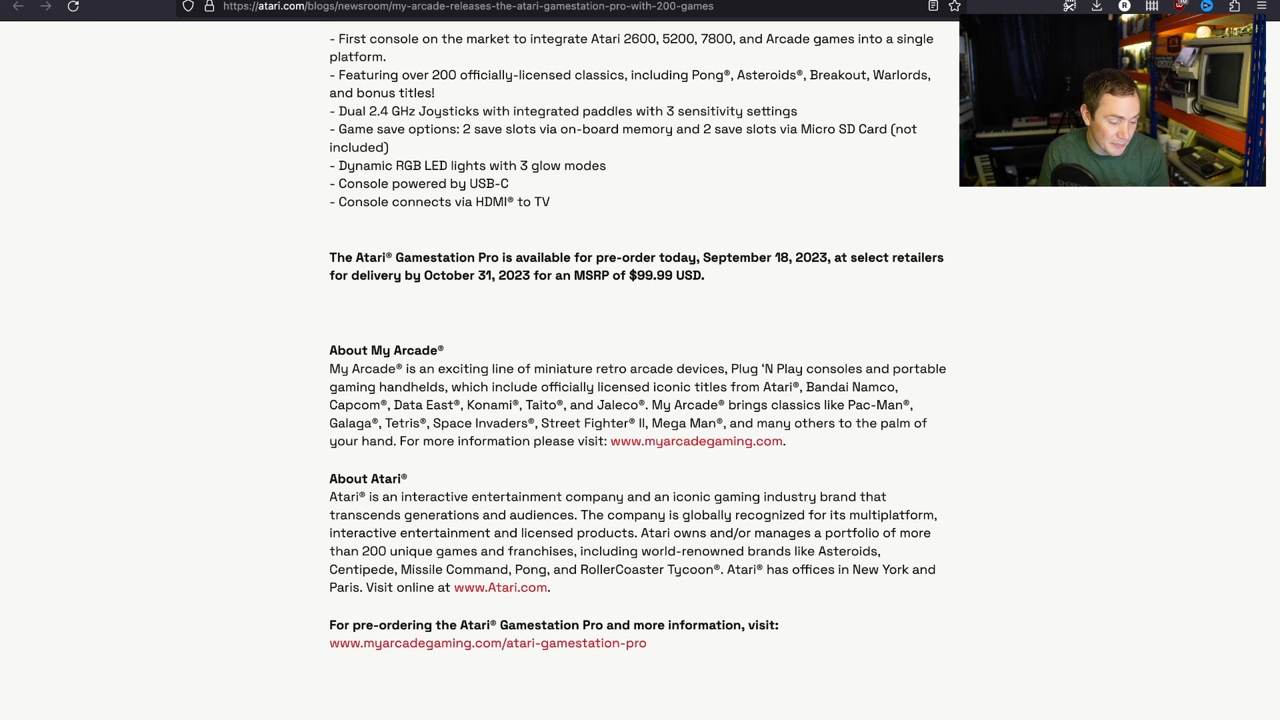 https://atari.com/blogs/newsroom/my-arcade-releases-the-atari-gamestation-pro-with-200-games
- First console on the market to integrate Atari 2600, 5200, 7800, and Arcade games into a single
platform.
- Featuring over 200 officially-licensed classics, including Pong®, Asteroids®, Breakout, Warlords,
and bonus titles!
- Dual 2.4 GHz Joysticks with integrated paddles with 3 sensitivity settings
- Game save options: 2 save slots via on-board memory and 2 save slots via Micro SD Card (not
included)
- Dynamic RGB LED lights with 3 glow modes
- Console powered by USB-C
- Console connects via HDMI® to TV
The Atari® Gamestation Pro is available for pre-order today, September 18, 2023, at select retailers
for delivery by October 31, 2023 for an MSRP of $99.99 USD.
About My Arcade®
My Arcade® is an exciting line of miniature retro arcade devices, Plug ‘N Play consoles and portable
gaming handhelds, which include officially licensed iconic titles from Atari®, Bandai Namco,
Capcom®, Data East®, Konami®, Taito®, and Jaleco®. My Arcade® brings classics like Pac-Man®,
Galaga®, Tetris®, Space Invaders®, Street Fighter® II, Mega Man®, and many others to the palm of
your hand. For more information please visit: www.myarcadegaming.com.
About Atari®
Atari® is an interactive entertainment company and an iconic gaming industry brand that
transcends generations and audiences. The company is globally recognized for its multiplatform,
interactive entertainment and licensed products. Atari owns and/or manages a portfolio of more
than 200 unique games and franchises, including world-renowned brands like Asteroids,
Centipede, Missile Command, Pong, and RollerCoaster Tycoon®. Atari® has offices in New York and
Paris. Visit online at www.Atari.com.
For pre-ordering the Atari® Gamestation Pro and more information, visit:
www.myarcadegaming.com/atari-gamestation-pro